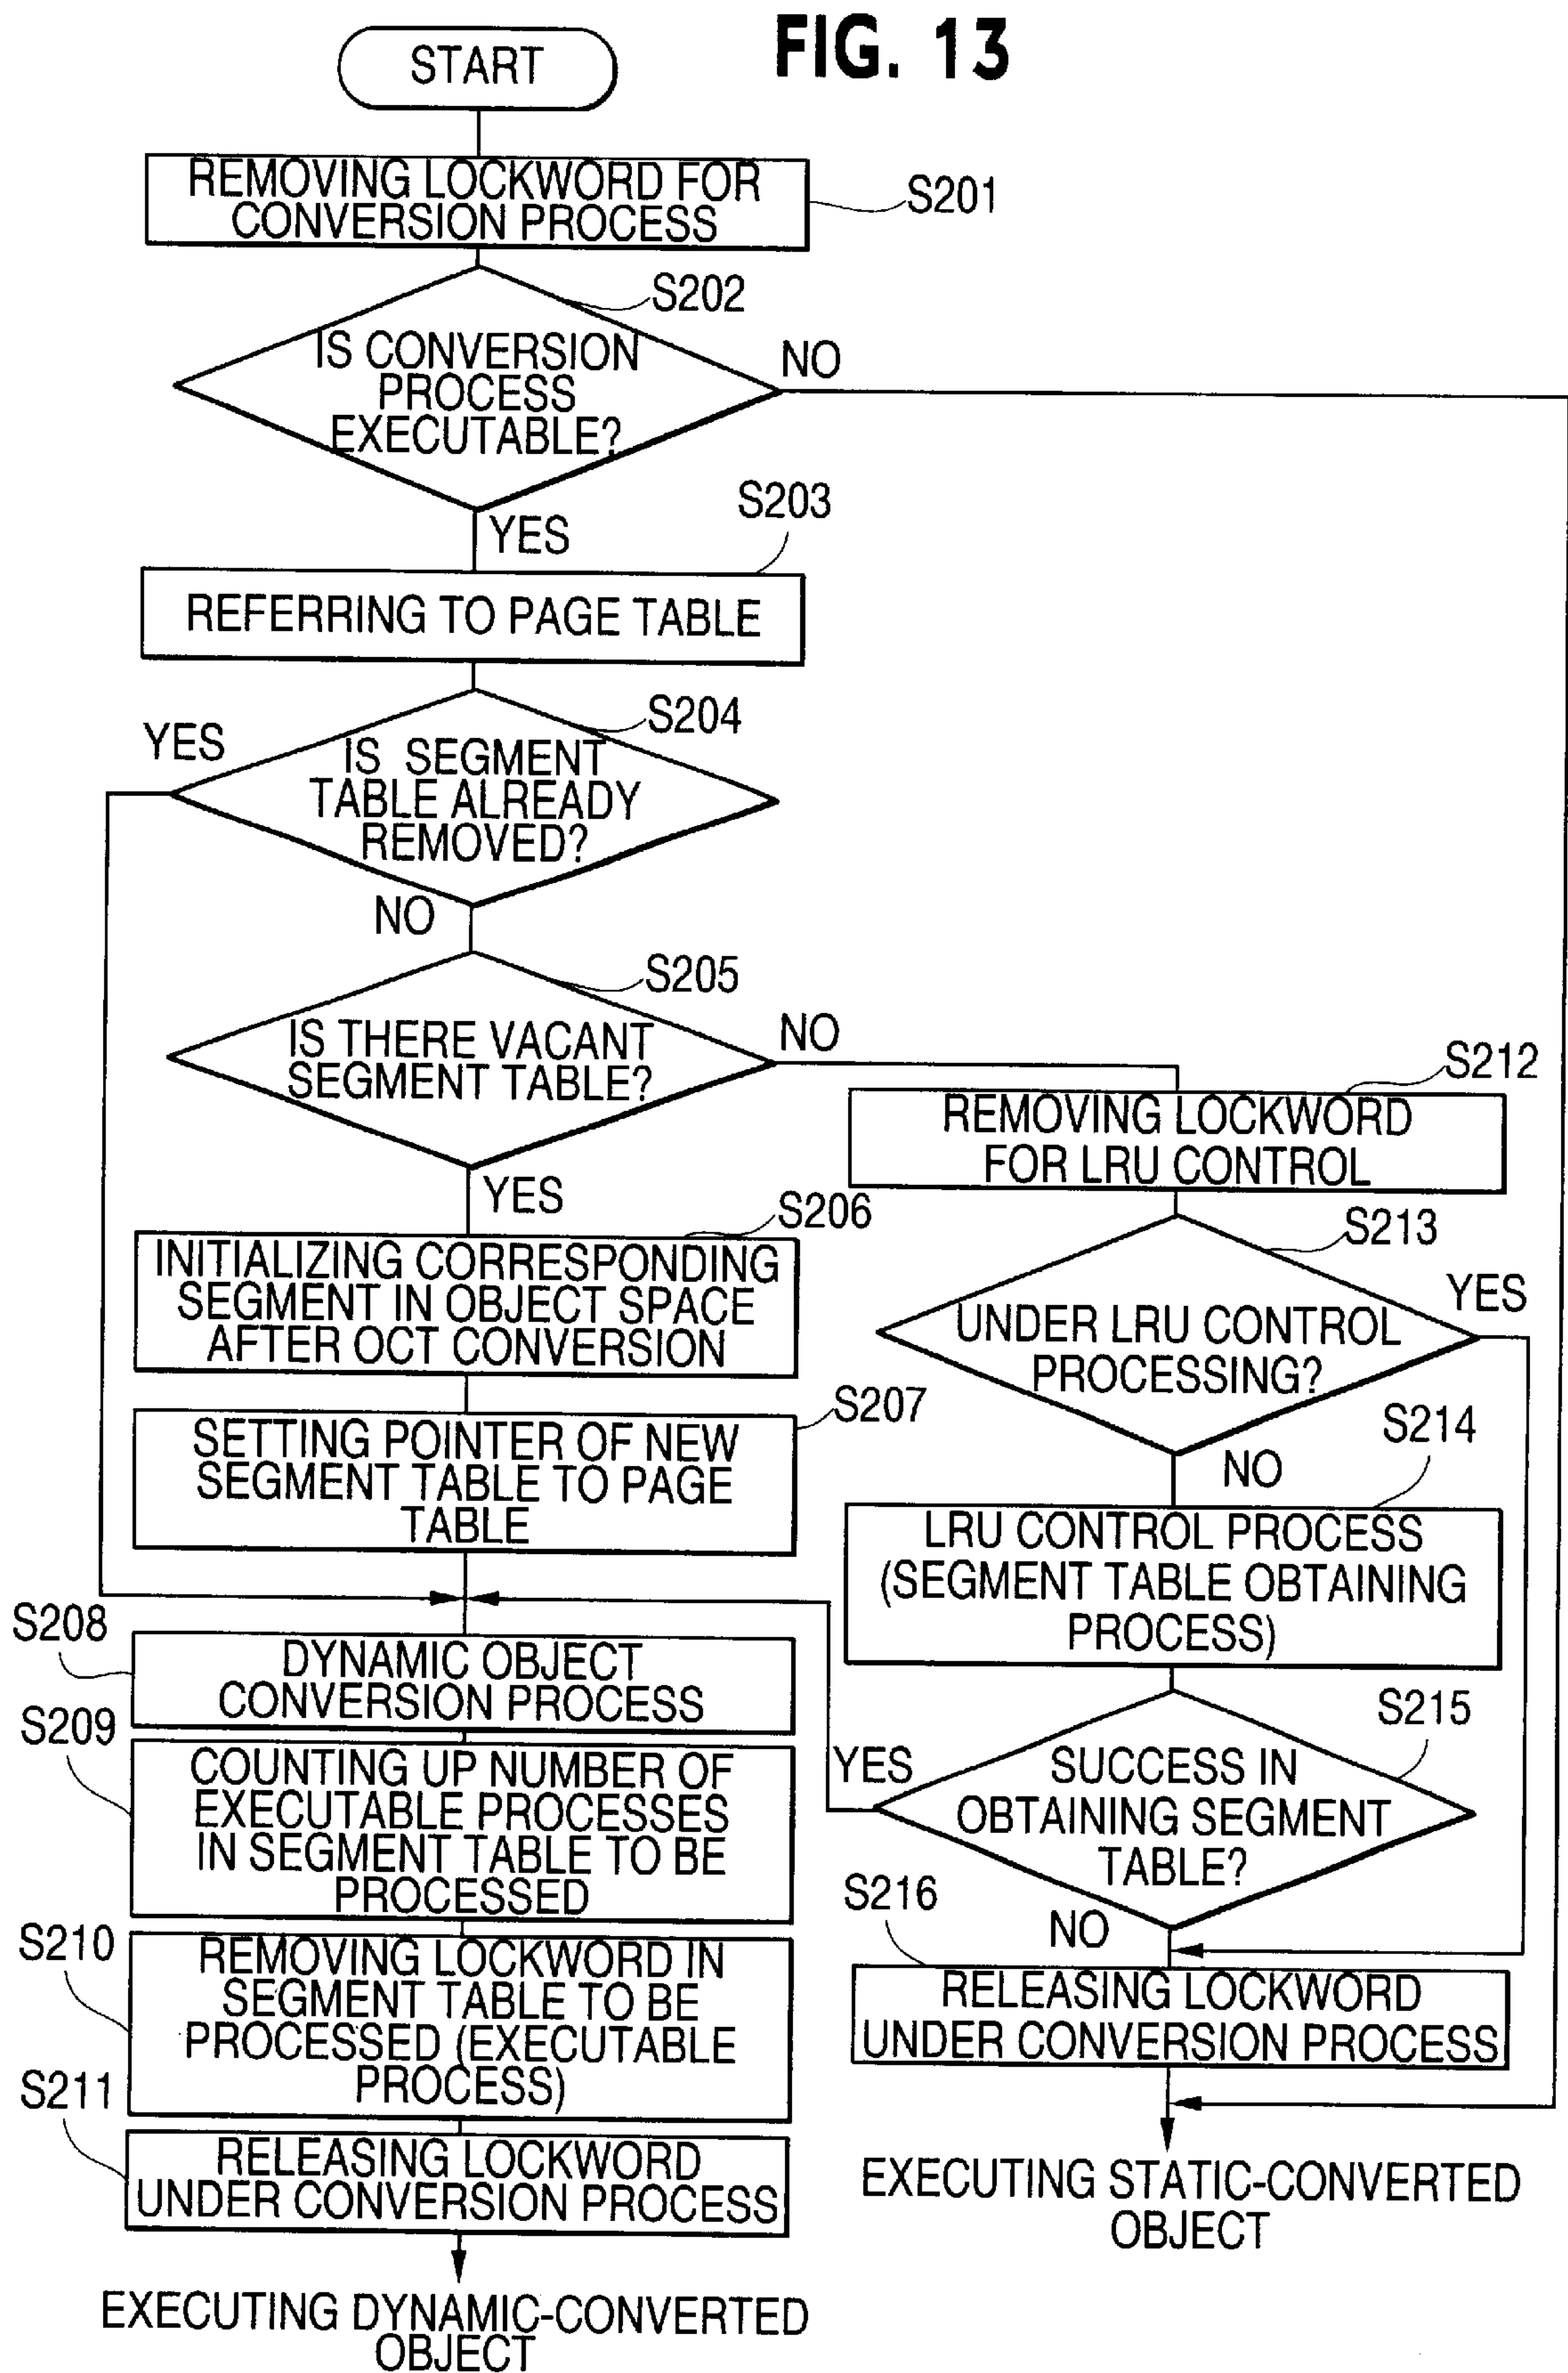 FIG. 13
START
REMOVING LOCKWORD FOR
CONVERSION PROCESS
S201
S202
IS CONVERSION
PROCESS
EXECUTABLE?
NO
YES
S203
REFERRING TO PAGE TABLE
S204
YES
IS SEGMENT
TABLE ALREADY
REMOVED?
NO
S205
IS THERE VACANT
SEGMENT TABLE?
NO
YES
S206
INITIALIZING CORRESPONDING
SEGMENT IN OBJECT SPACE
AFTER OCT CONVERSION
S207
SETTING POINTER OF NEW
SEGMENT TABLE TO PAGE
TABLE
S208
DYNAMIC OBJECT
CONVERSION PROCESS
S209
COUNTING UP NUMBER OF
EXECUTABLE PROCESSES
IN SEGMENT TABLE TO BE
PROCESSED
S210
REMOVING LOCKWORD IN
SEGMENT TABLE TO BE
PROCESSED (EXECUTABLE
PROCESS)
S211
RELEASING LOCKWORD
UNDER CONVERSION PROCESS
EXECUTING DYNAMIC-CONVERTED
OBJECT
S212
REMOVING LOCKWORD
FOR LRU CONTROL
S213
UNDER LRU CONTROL
PROCESSING?
YES
NO
S214
LRU CONTROL PROCESS
(SEGMENT TABLE OBTAINING
PROCESS)
S215
YES
SUCCESS IN
OBTAINING SEGMENT
TABLE?
NO
S216
RELEASING LOCKWORD
UNDER CONVERSION PROCESS
EXECUTING STATIC-CONVERTED
OBJECT